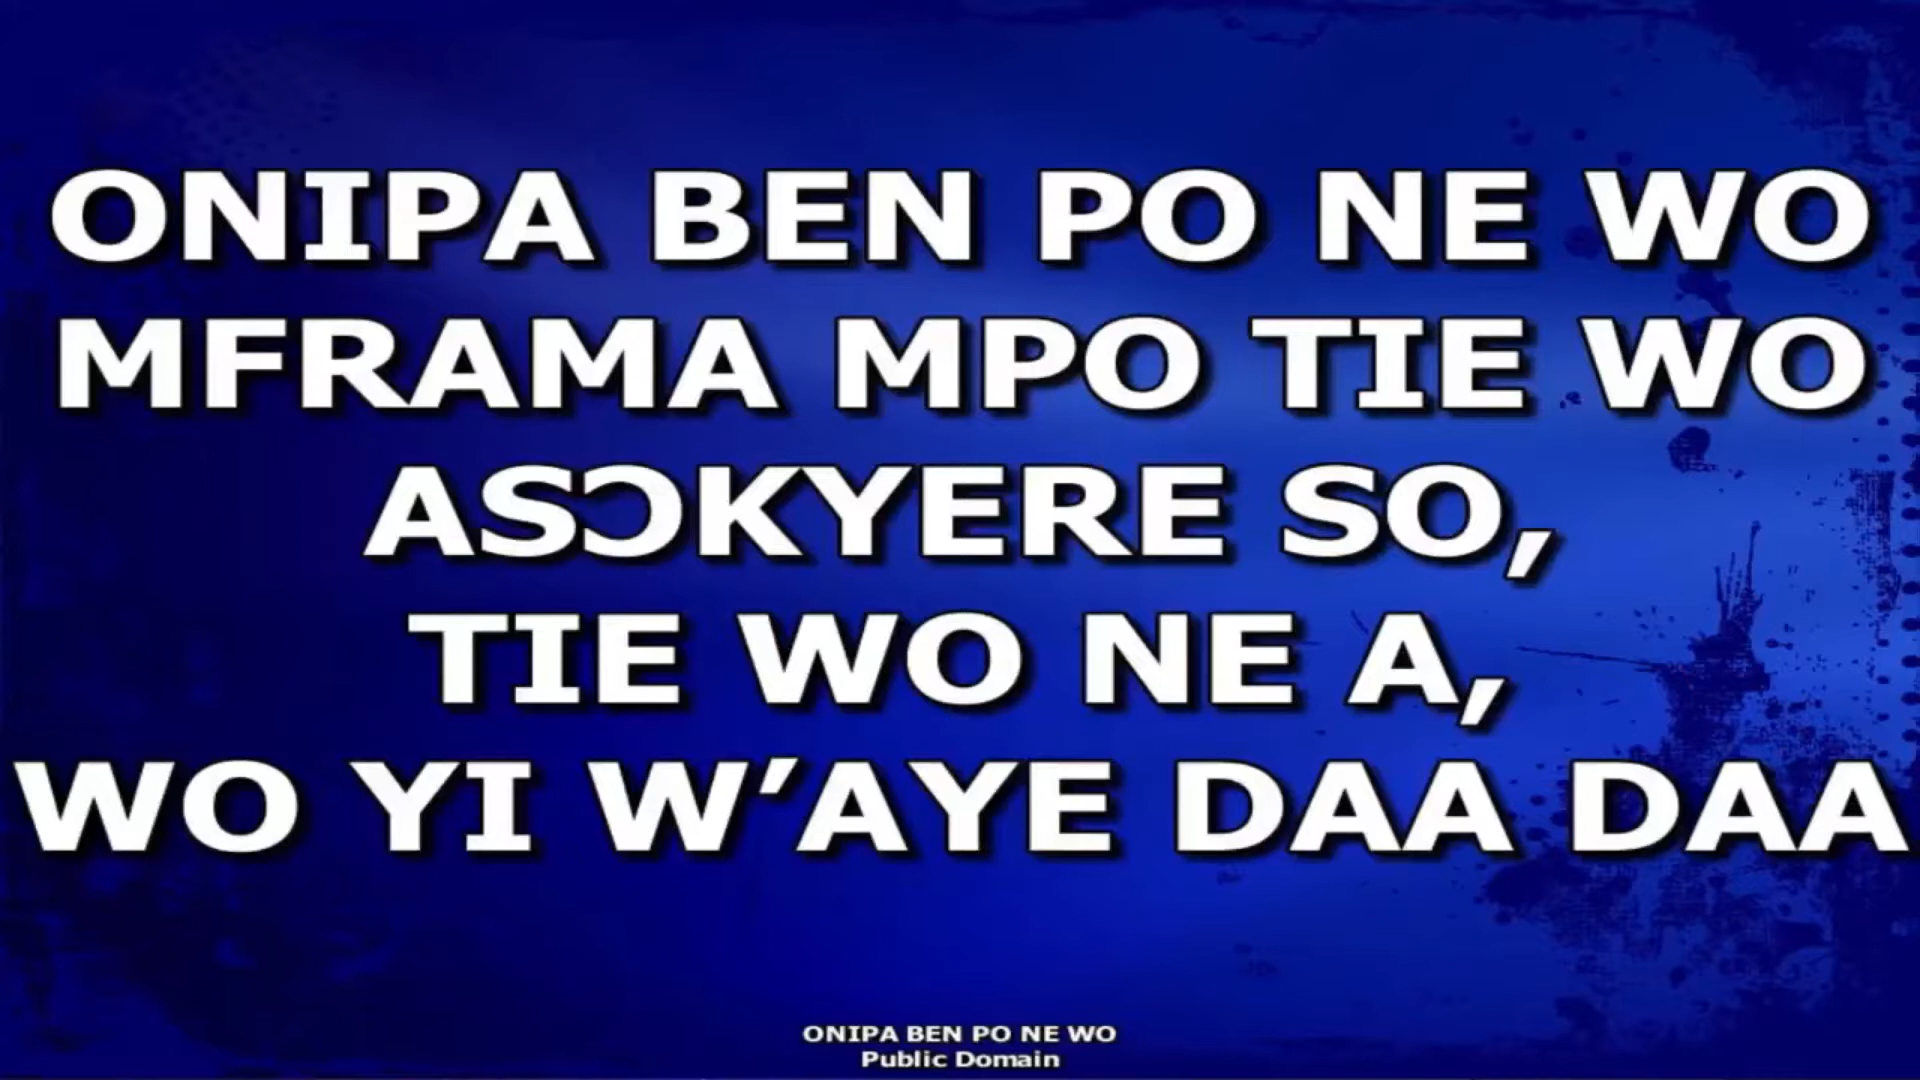 ONIPA BEN PO NE WO
MFRAMA MPO TIE WO
ASƆKYERE SO,
TIE WO NE A,
WO YI W'AYE DAA DAA
ONIPA BEN PO NE WO
Public Domain